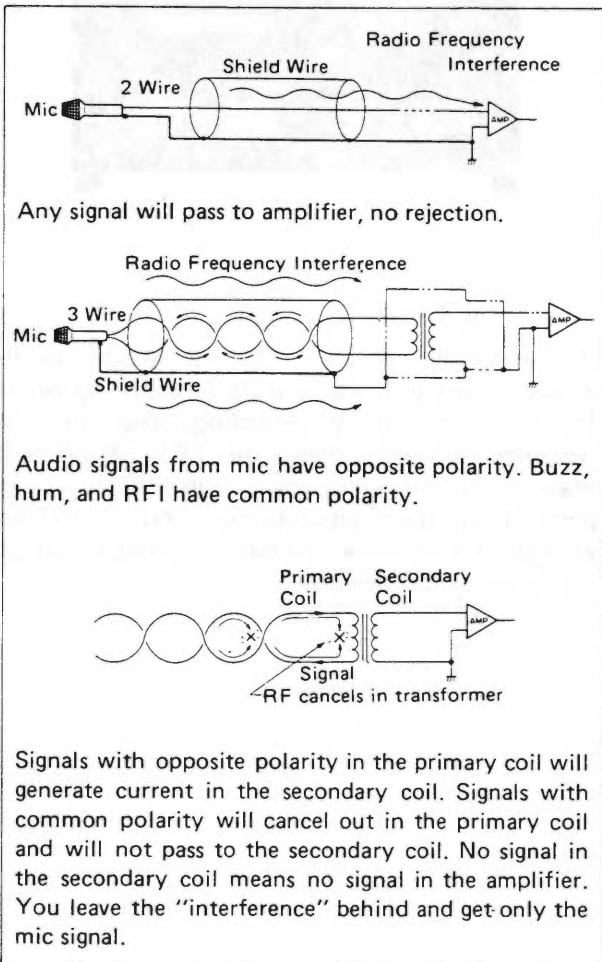 Radio Frequency
Interference
Shield Wire
2 Wire
Mic
AMP
Any signal will pass to amplifier, no rejection.
Radio Frequency Interference
3 Wire
Mic
AMP
Shield Wire
Audio signals from mic have opposite polarity. Buzz,
hum, and RFI have common polarity.
Primary Secondary
Coil Coil
AMP
Signal
RF cancels in transformer
Signals with opposite polarity in the primary coil will
generate current in the secondary coil. Signals with
common polarity will cancel out in the primary coil
and will not pass to the secondary coil. No signal in
the secondary coil means no signal in the amplifier.
You leave the "interference" behind and get only the
mic signal.